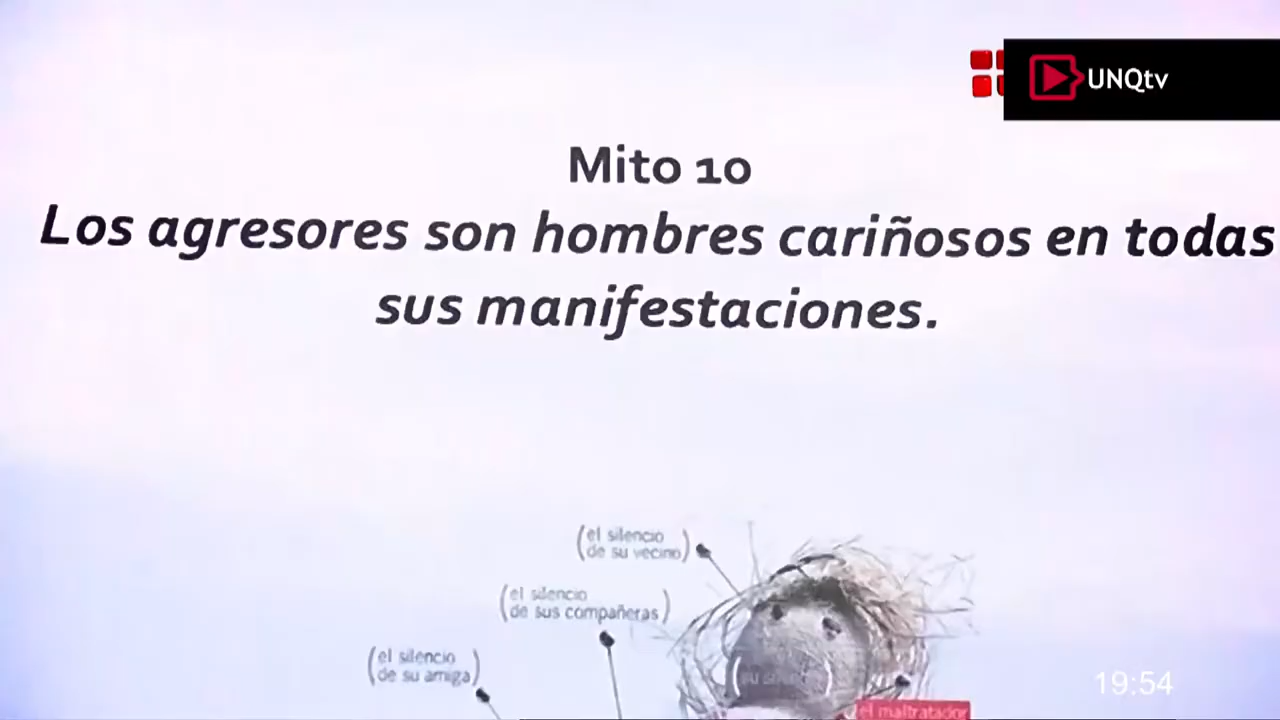 UNQtv
Mito 10
Los agresores son hombres cariñosos en todas
sus manifestaciones.
(el silencio
de su vecino)
(el silencio
de sus compañeras)
(el silencio
de su amiga)
el maltratador
19:54